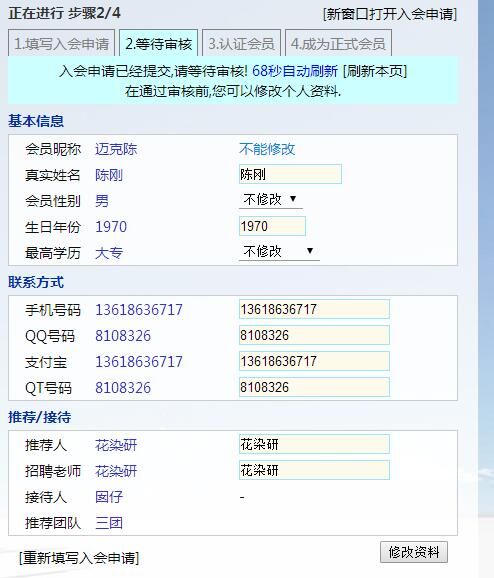 正在进行 步骤2/4 [新窗口打开入会申请]
1.填写入会申请 2.等待审核 3.认证会员 4.成为正式会员
入会申请已经提交,请等待审核! 68秒自动刷新 [刷新本页]
在通过审核前,您可以修改个人资料.
基本信息
会员昵称 迈克陈 不能修改
真实姓名 陈刚 陈刚
会员性别 男 不修改
生日年份 1970 1970
最高学历 大专 不修改
联系方式
手机号码 13618636717 13618636717
QQ号码 8108326 8108326
支付宝 13618636717 13618636717
QT号码 8108326 8108326
推荐/接待
推荐人 花染研 花染研
招聘老师 花染研 花染研
接待人 囡仔 -
推荐团队 三团
[重新填写入会申请] 修改资料